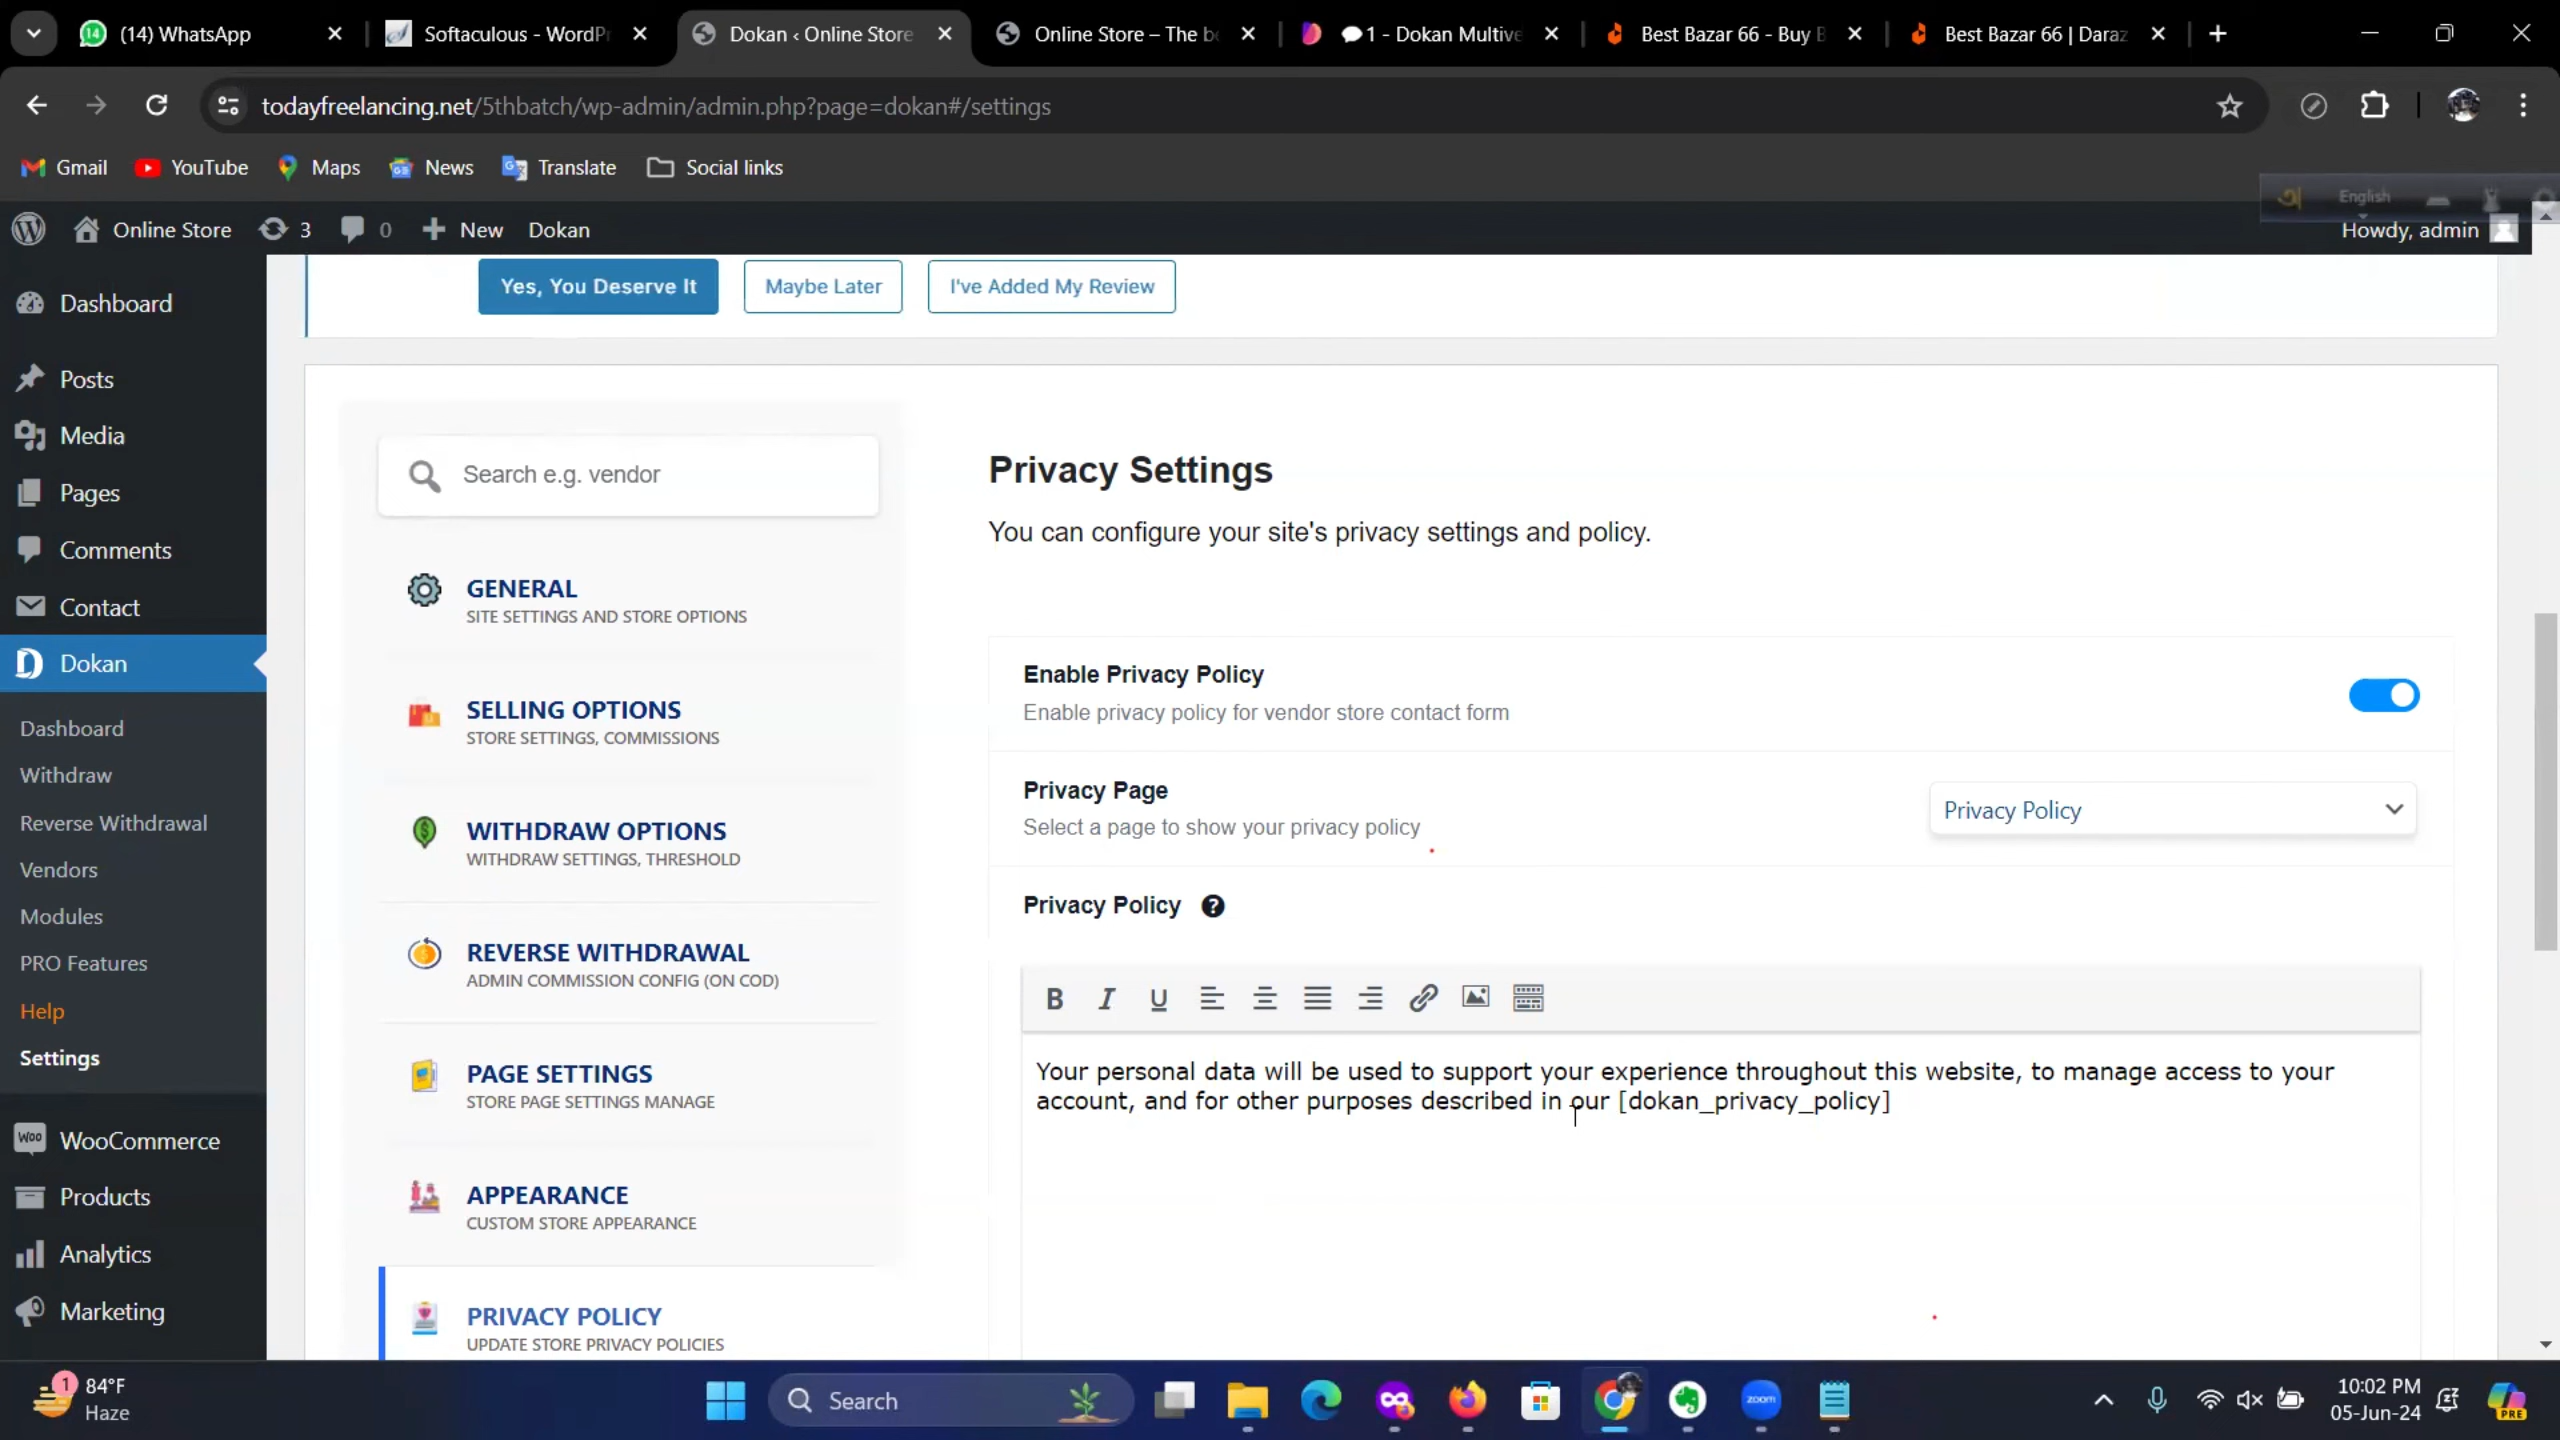 (14) WhatsApp
Softaculous - WordPr
Dokan ‹ Online Store
Online Store – The be
1 - Dokan Multive
Best Bazar 66 - Buy B
Best Bazar 66 | Daraz
todayfreelancing.net/5thbatch/wp-admin/admin.php?page=dokan#/settings
Gmail
YouTube
Maps
News
Translate
Social links
English
Online Store
3
0
New
Dokan
Howdy, admin
Dashboard
Posts
Media
Pages
Comments
Contact
Dokan
Dashboard
Withdraw
Reverse Withdrawal
Vendors
Modules
PRO Features
Help
Settings
WooCommerce
Products
Analytics
Marketing
Yes, You Deserve It
Maybe Later
I've Added My Review
Search e.g. vendor
GENERAL
SITE SETTINGS AND STORE OPTIONS
SELLING OPTIONS
STORE SETTINGS, COMMISSIONS
WITHDRAW OPTIONS
WITHDRAW SETTINGS, THRESHOLD
REVERSE WITHDRAWAL
ADMIN COMMISSION CONFIG (ON COD)
PAGE SETTINGS
STORE PAGE SETTINGS MANAGE
APPEARANCE
CUSTOM STORE APPEARANCE
PRIVACY POLICY
UPDATE STORE PRIVACY POLICIES
Privacy Settings
You can configure your site's privacy settings and policy.
Enable Privacy Policy
Enable privacy policy for vendor store contact form
Privacy Page
Select a page to show your privacy policy
Privacy Policy
Privacy Policy
B I U
Your personal data will be used to support your experience throughout this website, to manage access to your
account, and for other purposes described in our [dokan_privacy_policy]
1
84°F
Haze
Search
zoom
10:02 PM
05-Jun-24
PRE